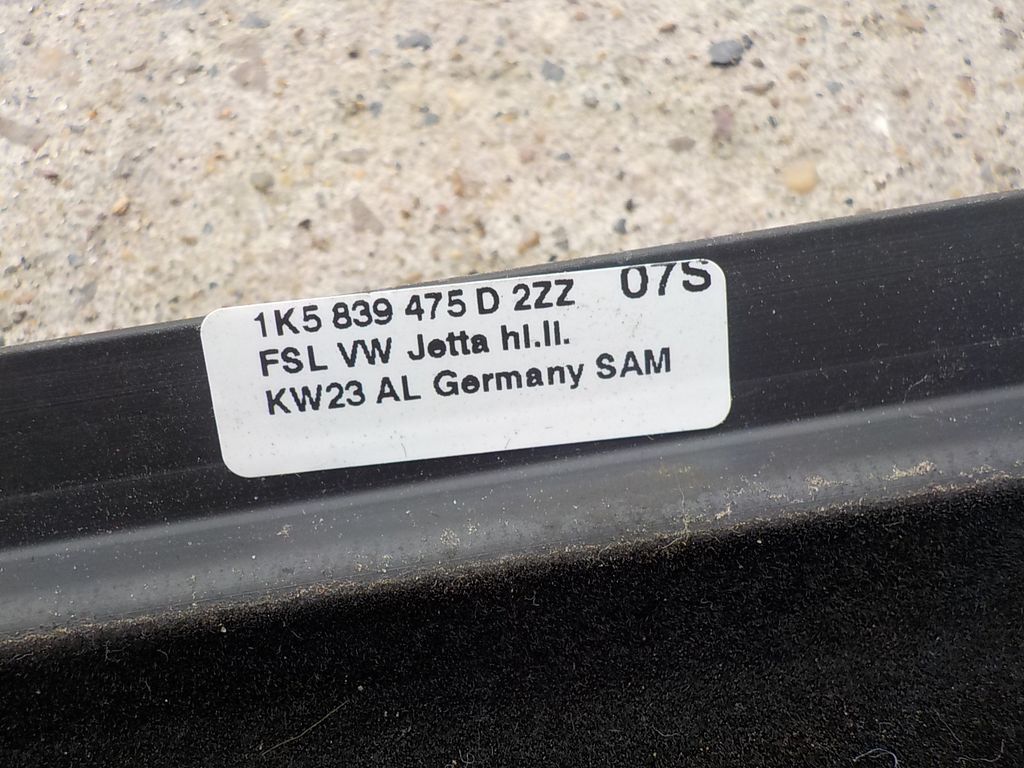 1K5 839 475 D 2ZZ 07S
FSL VW Jetta hl.ll.
KW23 AL Germany SAM